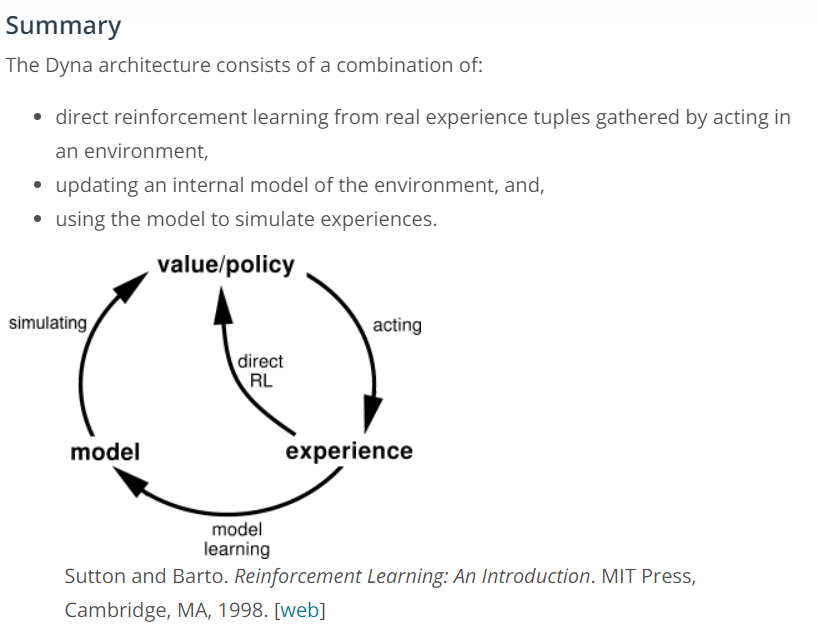 Summary
The Dyna architecture consists of a combination of:
• direct reinforcement learning from real experience tuples gathered by acting in
an environment,
• updating an internal model of the environment, and,
• using the model to simulate experiences.
value/policy
simulating
acting
direct
RL
model
experience
model
learning
Sutton and Barto. Reinforcement Learning: An Introduction. MIT Press,
Cambridge, MA, 1998. [web]